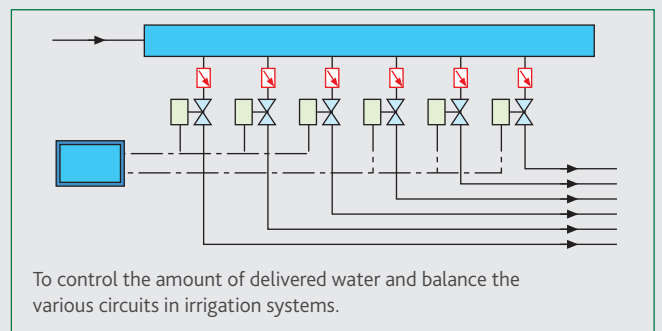 To control the amount of delivered water and balance the
various circuits in irrigation systems.